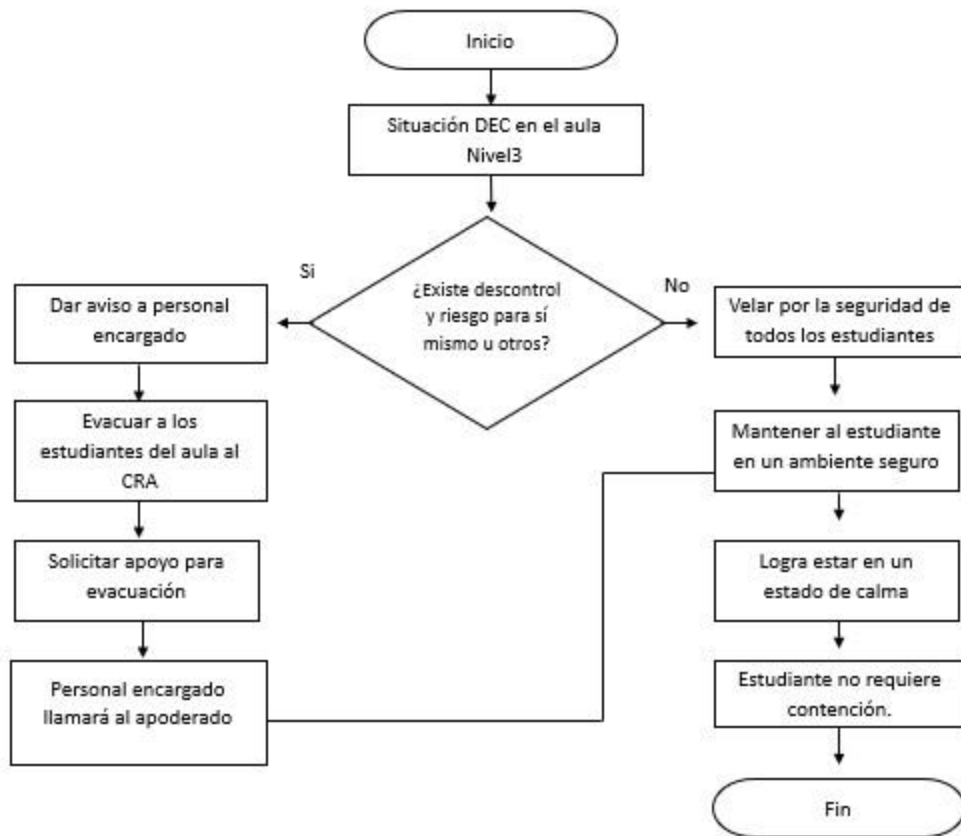 Inicio
Situación DEC en el aula
Nivel3
Si
¿Existe descontrol
y riesgo para sí
mismo u otros?
No
Dar aviso a personal
encargado
Evacuar a los
estudiantes del aula al
CRA
Solicitar apoyo para
evacuación
Personal encargado
llamará al apoderado
Velar por la seguridad de
todos los estudiantes
Mantener al estudiante
en un ambiente seguro
Logra estar en un
estado de calma
Estudiante no requiere
contención.
Fin